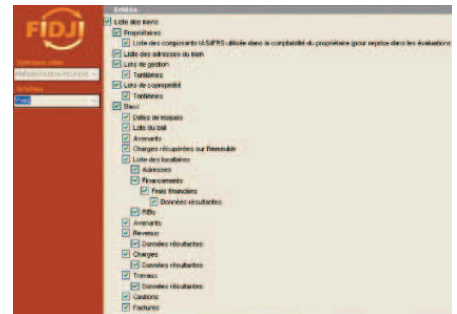 FIDJI
Entités
Liste des biens
Propriétaires
Liste des composants IAS/IFRS utilisée dans la comptabilité du propriétaire (pour reprise dans les évaluations
Liste des adresses du bien
Lots de gestion
Tantièmes
Lots de copropriété
Tantièmes
Baux
Dates de risques
Lots du bail
Avenants
Charges récupérées sur l'immeuble
Liste des locataires
Adresses
Financements
Frais financiers
Données résultantes
RIBs
Avenants
Revenus
Données résultantes
Charges
Données résultantes
Travaux
Données résultantes
Cautions
Factures